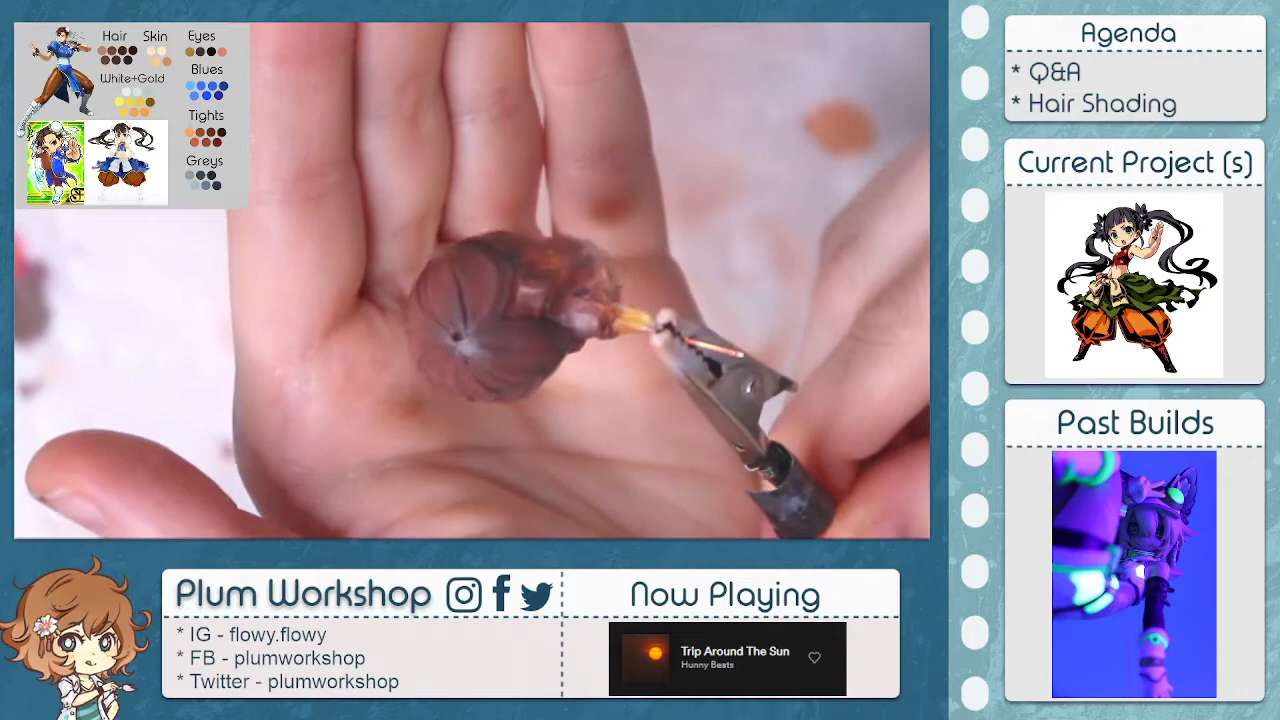 Hair Skin Eyes
White+Gold
Blues
Tights
Greys
Agenda
* Q&A
* Hair Shading
Current Project (s)
Past Builds
Plum Workshop
* IG - flowy.flowy
* FB - plumworkshop
* Twitter - plumworkshop
Now Playing
Trip Around The Sun
Hunny Beats